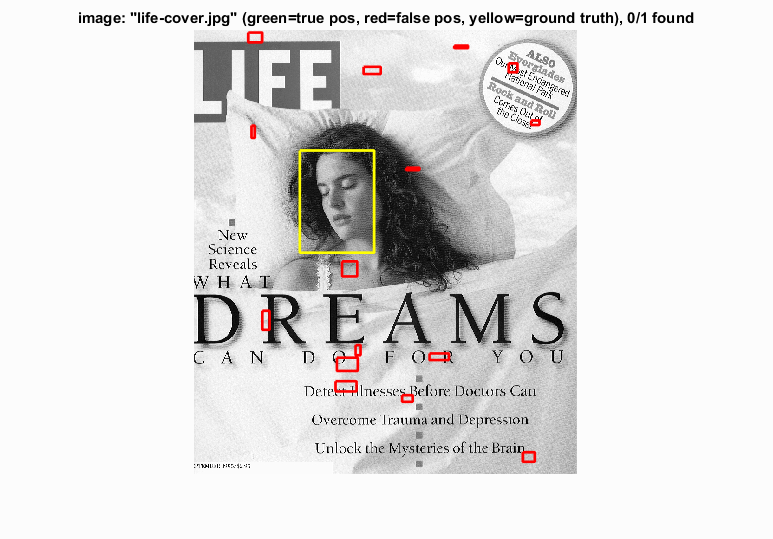 image: "life-cover.jpg" (green=true pos, red=false pos, yellow=ground truth), 0/1 found
LIFE
ALSO
Everglades
Our Most Endangered
National Park
Rock and Roll
Comes Out of
the Closet
New
Science
Reveals
WHAT
DREAMS
CAN DO FOR YOU
Detect Illnesses Before Doctors Can
Overcome Trauma and Depression
Unlock the Mysteries of the Brain